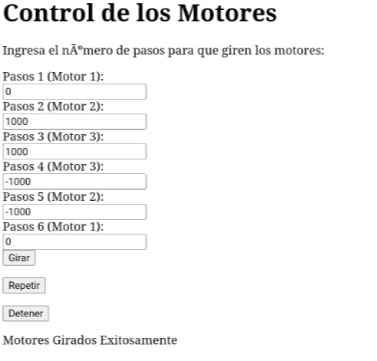 Control de los Motores
Ingresa el nÃºmero de pasos para que giren los motores:
Pasos 1 (Motor 1):
0
Pasos 2 (Motor 2):
1000
Pasos 3 (Motor 3):
1000
Pasos 4 (Motor 3):
-1000
Pasos 5 (Motor 2):
-1000
Pasos 6 (Motor 1):
0
Girar
Repetir
Detener
Motores Girados Exitosamente